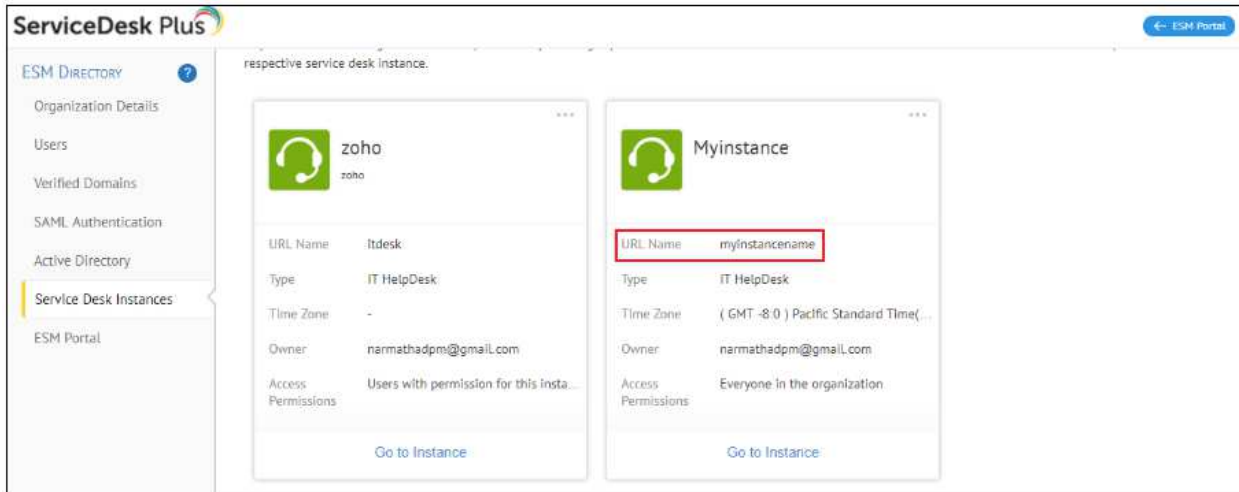 ServiceDesk Plus
← ESM Portal
ESM DIRECTORY ?
respective service desk instance.
Organization Details
Users
Verified Domains
SAML Authentication
Active Directory
Service Desk Instances
ESM Portal
zoho
zoho
URL Name itdesk
Type IT HelpDesk
Time Zone -
Owner narmathadpm@gmail.com
Access Permissions Users with permission for this insta...
Go to Instance
Myinstance
URL Name myinstancename
Type IT HelpDesk
Time Zone ( GMT -8:0 ) Pacific Standard Time(...
Owner narmathadpm@gmail.com
Access Permissions Everyone in the organization
Go to Instance